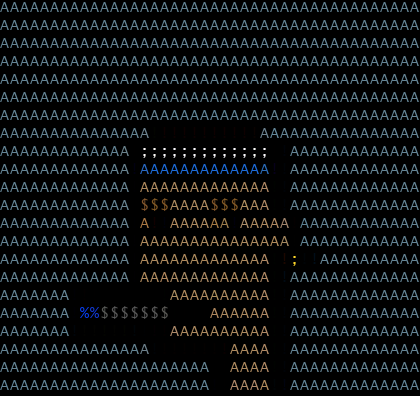 AAAAAAAAAAAAAAAAAAAAAAAAAAAAAAAAAAAAAAAAAA
AAAAAAAAAAAAAAAAAAAAAAAAAAAAAAAAAAAAAAAAAA
AAAAAAAAAAAAAAAAAAAAAAAAAAAAAAAAAAAAAAAAAA
AAAAAAAAAAAAAAAAAAAAAAAAAAAAAAAAAAAAAAAAAA
AAAAAAAAAAAAAAAAAAAAAAAAAAAAAAAAAAAAAAAAAA
AAAAAAAAAAAAAAAAAAAAAAAAAAAAAAAAAAAAAAAAAA
AAAAAAAAAAAAAAAAAAAAAAAAAAAAAAAAAAAAAAAAAA
AAAAAAAAAAAAAAA           AAAAAAAAAAAAAAAA
AAAAAAAAAAAAA ;;;;;;;;;;;;;  AAAAAAAAAAAAA
AAAAAAAAAAAAA AAAAAAAAAAAAA  AAAAAAAAAAAAA
AAAAAAAAAAAAA AAAAAAAAAAAAA  AAAAAAAAAAAAA
AAAAAAAAAAAAA $$$AAAA$$$AAA  AAAAAAAAAAAAA
AAAAAAAAAAAAA A  AAAAAA AAAAA AAAAAAAAAAAA
AAAAAAAAAAAAA AAAAAAAAAAAAAAA AAAAAAAAAAAA
AAAAAAAAAAAAA AAAAAAAAAAAAA  ;  AAAAAAAAAA
AAAAAAAAAAAAA AAAAAAAAAAAAA  AAAAAAAAAAAAA
AAAAAAA          AAAAAAAAAA  AAAAAAAAAAAAA
AAAAAAA %%$$$$$$$    AAAAAA  AAAAAAAAAAAAA
AAAAAAA          AAAAAAAAAA  AAAAAAAAAAAAA
AAAAAAAAAAAAAAA        AAAA  AAAAAAAAAAAAA
AAAAAAAAAAAAAAAAAAAAA  AAAA  AAAAAAAAAAAAA
AAAAAAAAAAAAAAAAAAAAA  AAAA  AAAAAAAAAAAAA